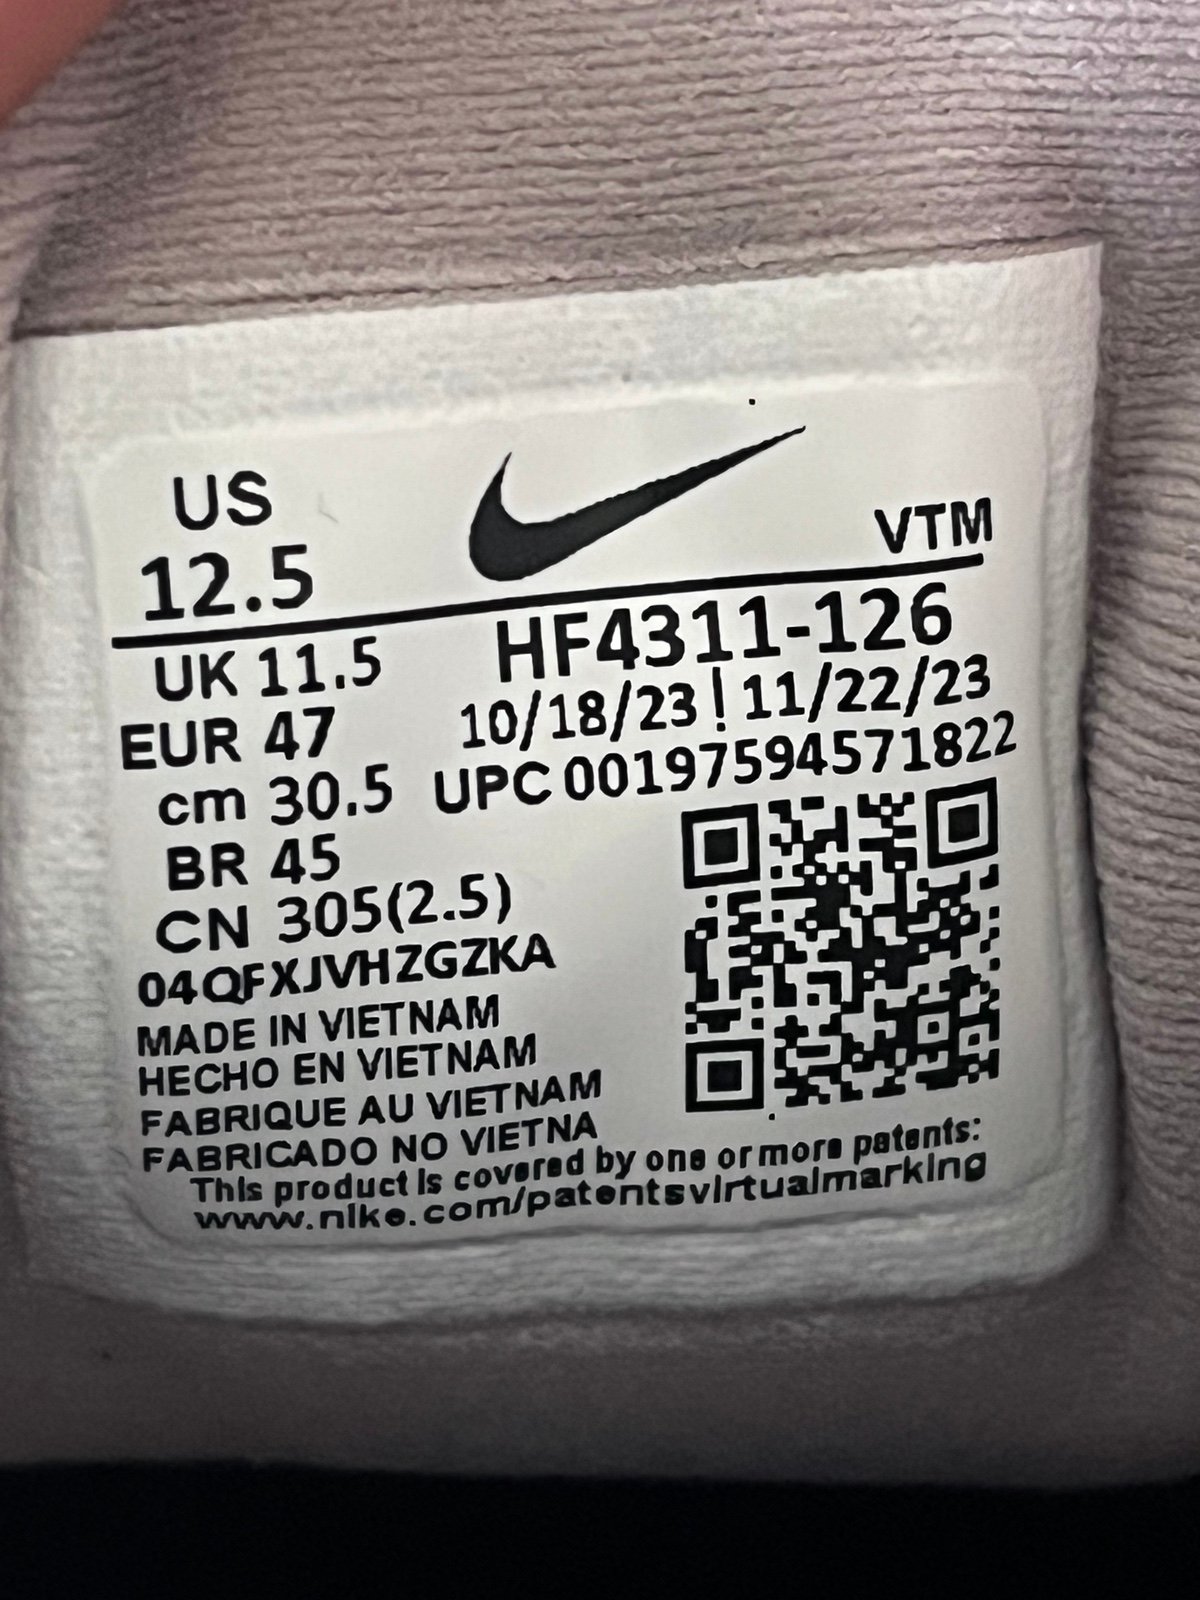 US
12.5
VTM
UK 11.5
HF4311-126
EUR 47
10/18/23 ! 11/22/23
cm 30.5
UPC 00197594571822
BR 45
CN 305(2.5)
04QFXJVHZGZKA
MADE IN VIETNAM
HECHO EN VIETNAM
FABRIQUE AU VIETNAM
FABRICADO NO VIETNA
This product is covered by one or more patents:
www.nike.com/patentsvirtualmarking